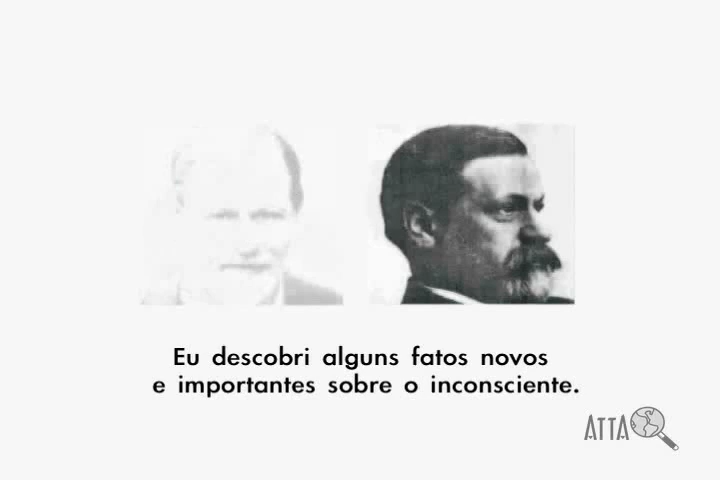 Eu descobri alguns fatos novos
e importantes sobre o inconsciente.
ATTA